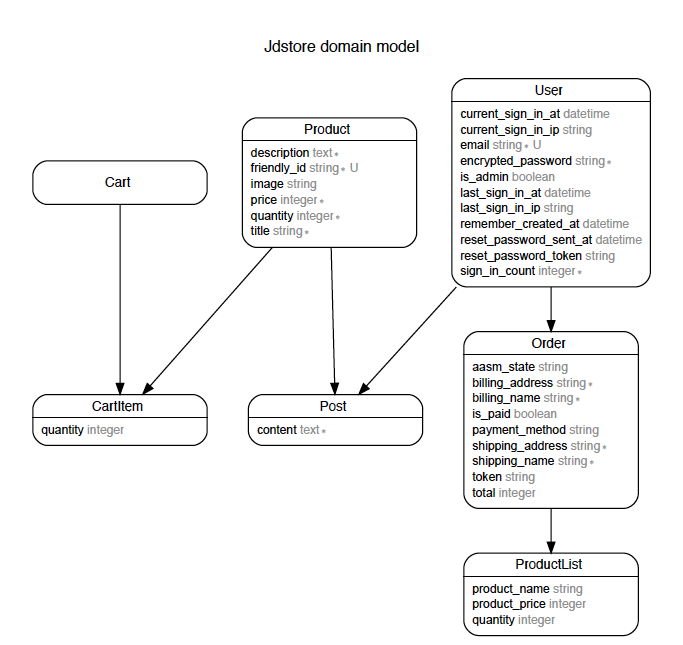 Jdstore domain model
Cart
Product
description text *
friendly_id string * U
image string
price integer *
quantity integer *
title string *
User
current_sign_in_at datetime
current_sign_in_ip string
email string * U
encrypted_password string *
is_admin boolean
last_sign_in_at datetime
last_sign_in_ip string
remember_created_at datetime
reset_password_sent_at datetime
reset_password_token string
sign_in_count integer *
CartItem
quantity integer
Post
content text *
Order
aasm_state string
billing_address string *
billing_name string *
is_paid boolean
payment_method string
shipping_address string *
shipping_name string *
token string
total integer
ProductList
product_name string
product_price integer
quantity integer